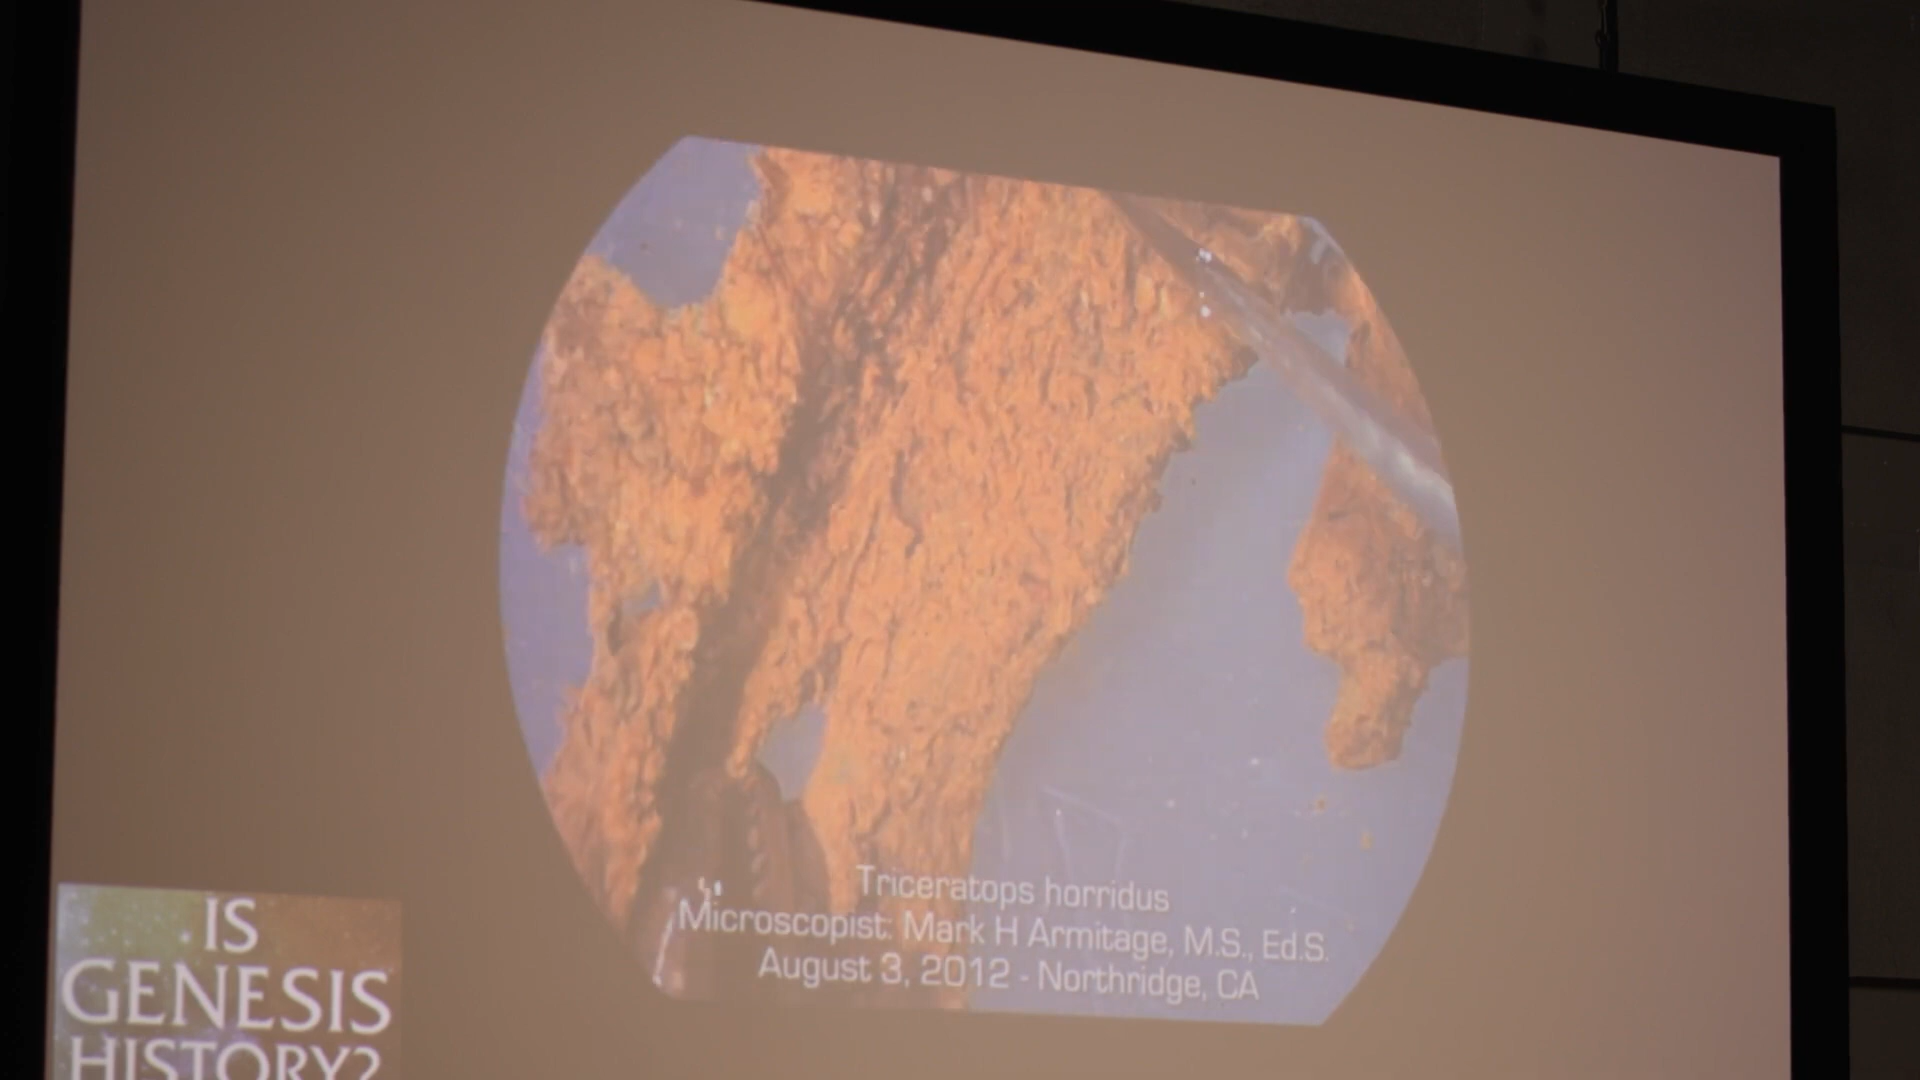 Triceratops horridus
Microscopist: Mark H Armitage, M.S., Ed.S.
August 3, 2012 - Northridge, CA
IS
GENESIS
HISTORY?